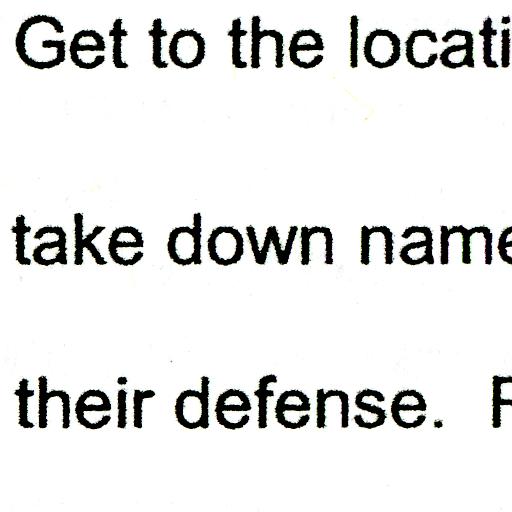 Get to the locati
take down name
their defense.